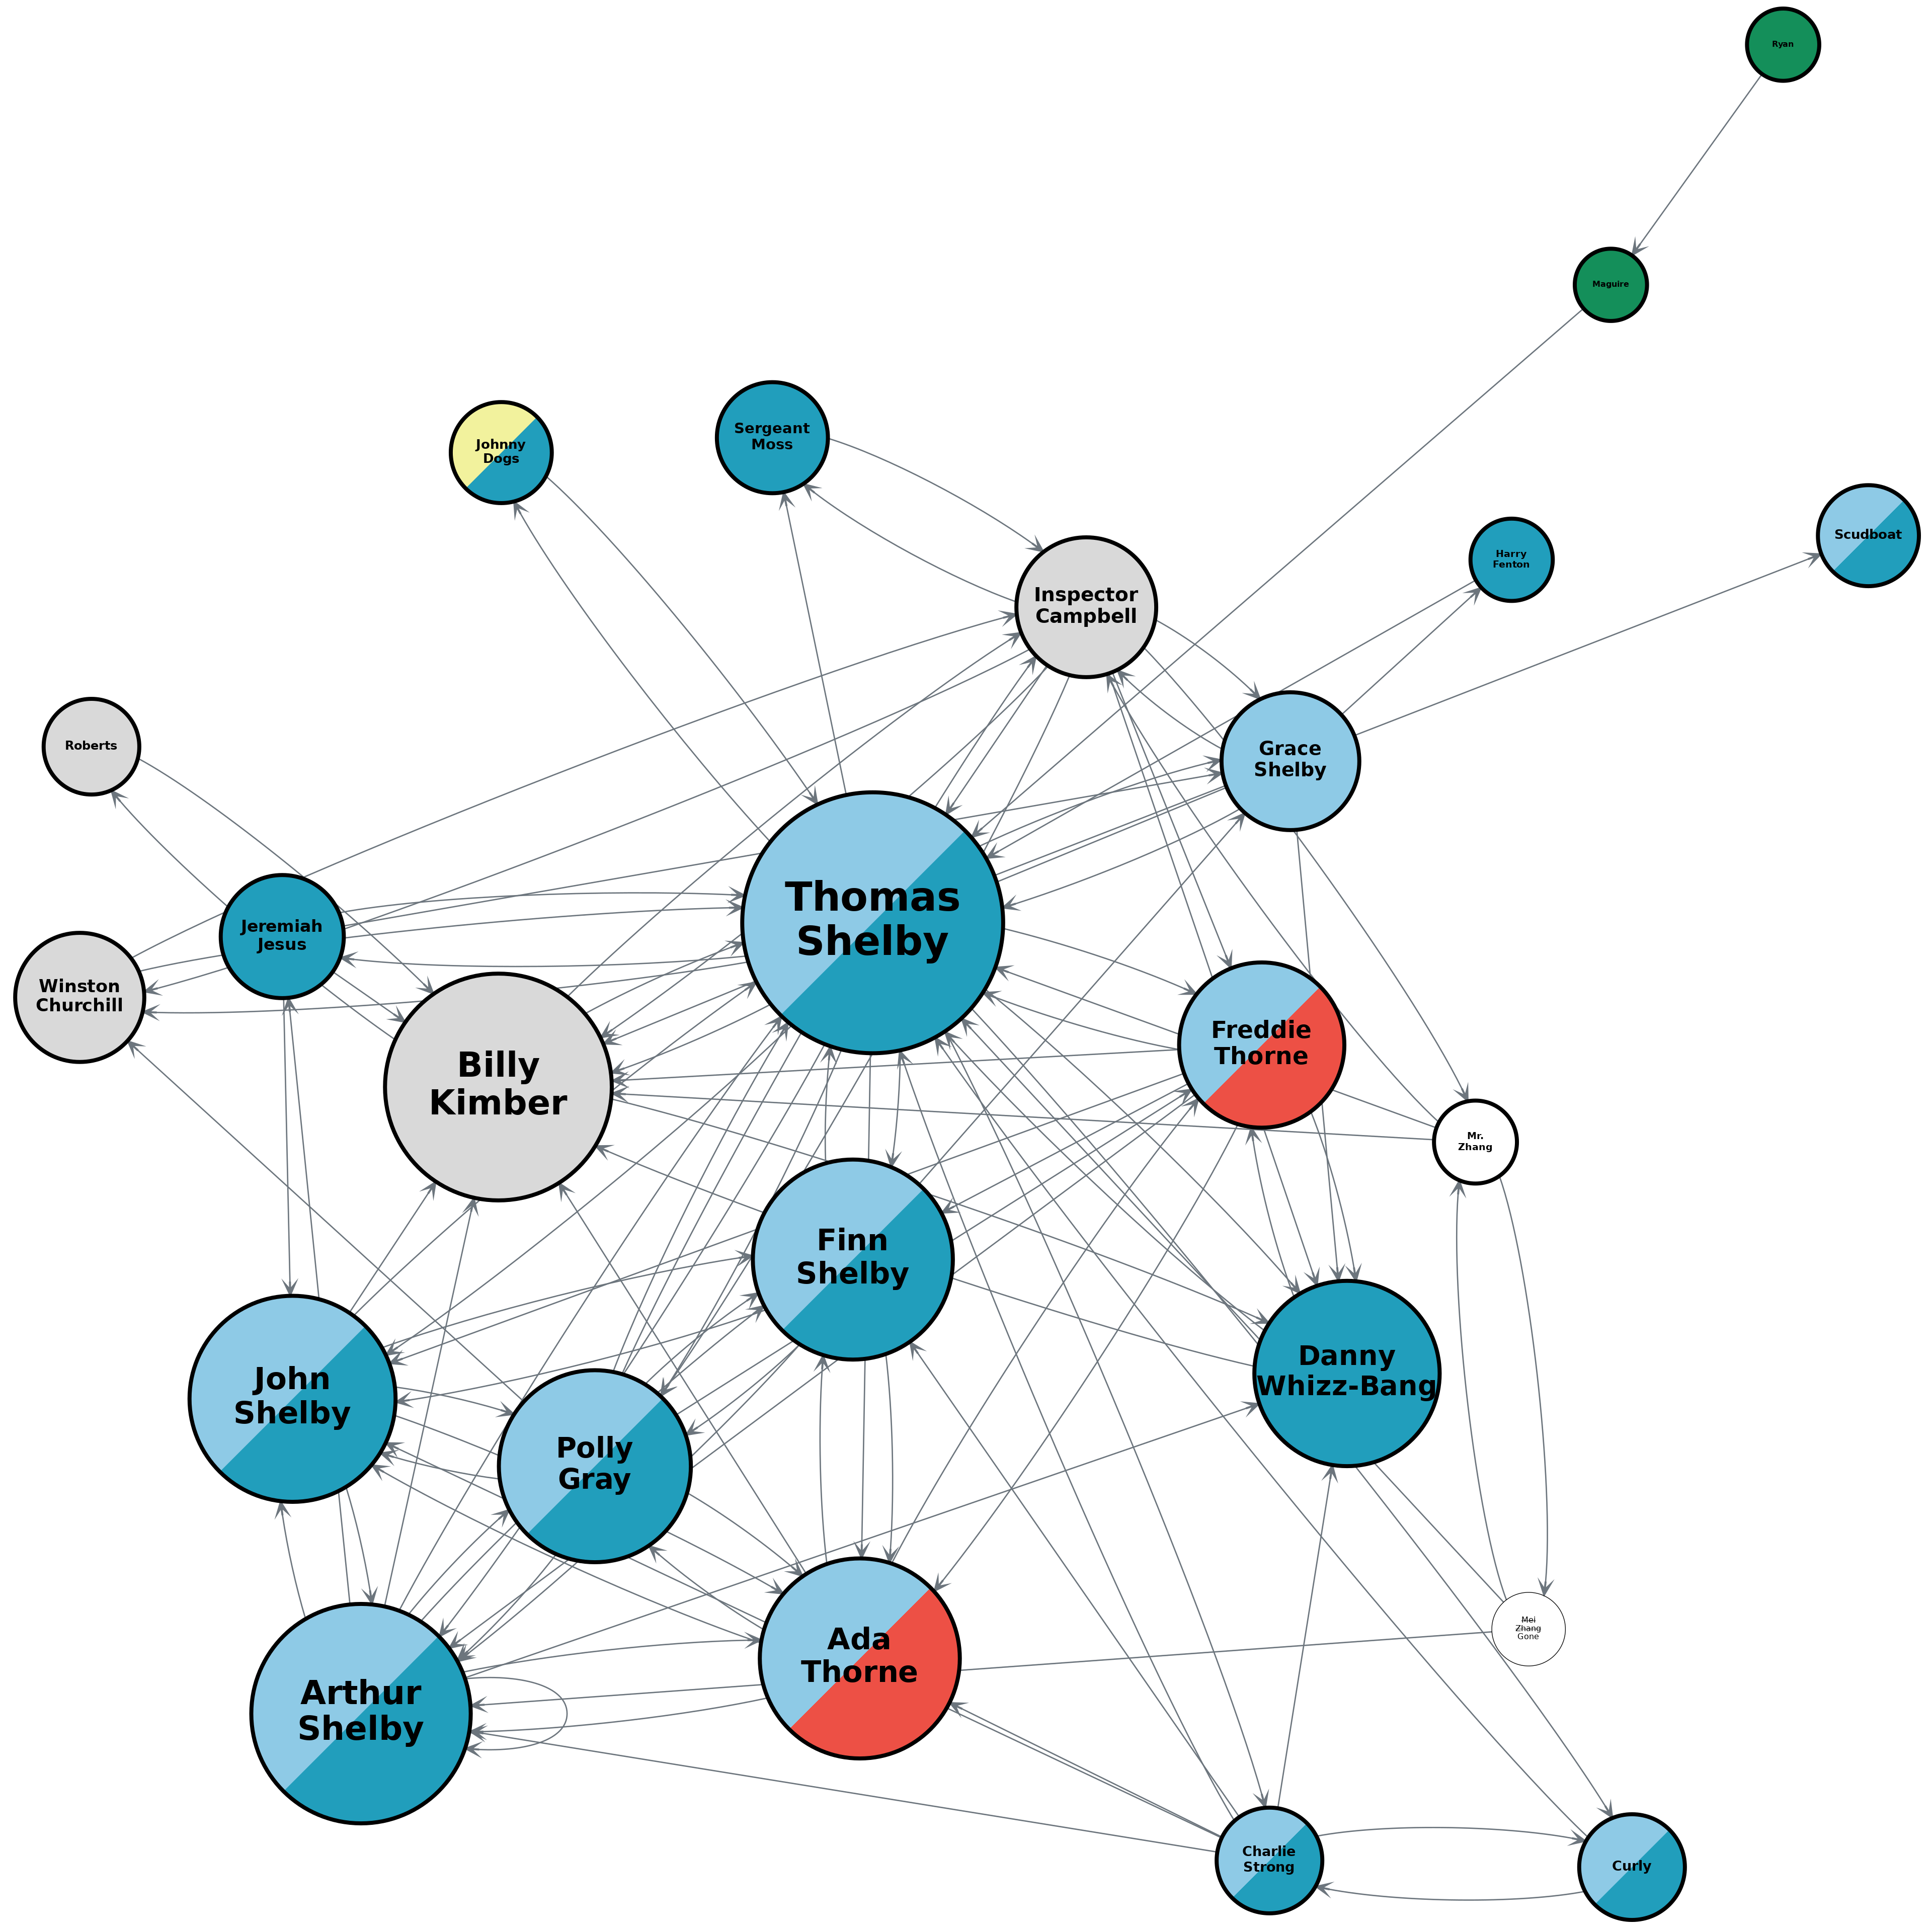 Ryan
Maguire
Johnny
Dogs
Sergeant
Moss
Scudboat
Harry
Fenton
Inspector
Campbell
Roberts
Grace
Shelby
Thomas
Shelby
Jeremiah
Jesus
Winston
Churchill
Freddie
Thorne
Billy
Kimber
Mr.
Zhang
Finn
Shelby
Danny
Whizz-Bang
John
Shelby
Polly
Gray
Mei
Zhang
Gone
Ada
Thorne
Arthur
Shelby
Charlie
Strong
Curly